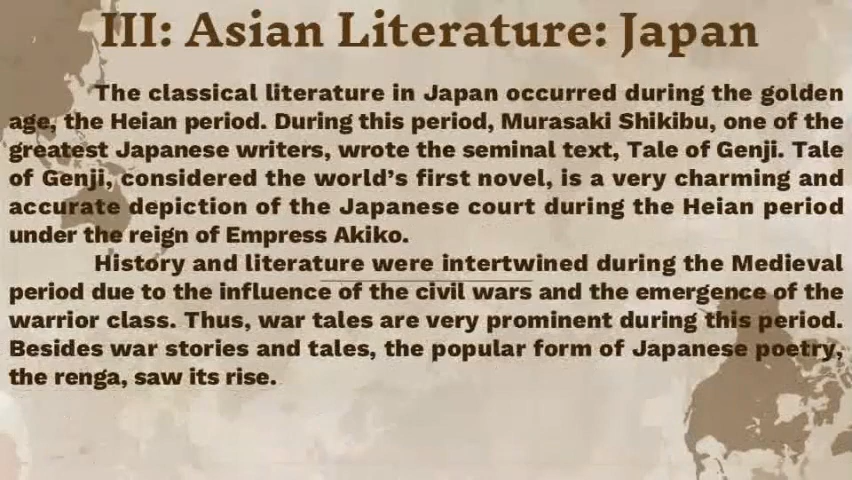 III: Asian Literature: Japan
The classical literature in Japan occurred during the golden
age, the Heian period. During this period, Murasaki Shikibu, one of the
greatest Japanese writers, wrote the seminal text, Tale of Genji. Tale
of Genji, considered the world's first novel, is a very charming and
accurate depiction of the Japanese court during the Heian period
under the reign of Empress Akiko.
History and literature were intertwined during the Medieval
period due to the influence of the civil wars and the emergence of the
warrior class. Thus, war tales are very prominent during this period.
Besides war stories and tales, the popular form of Japanese poetry,
the renga, saw its rise.